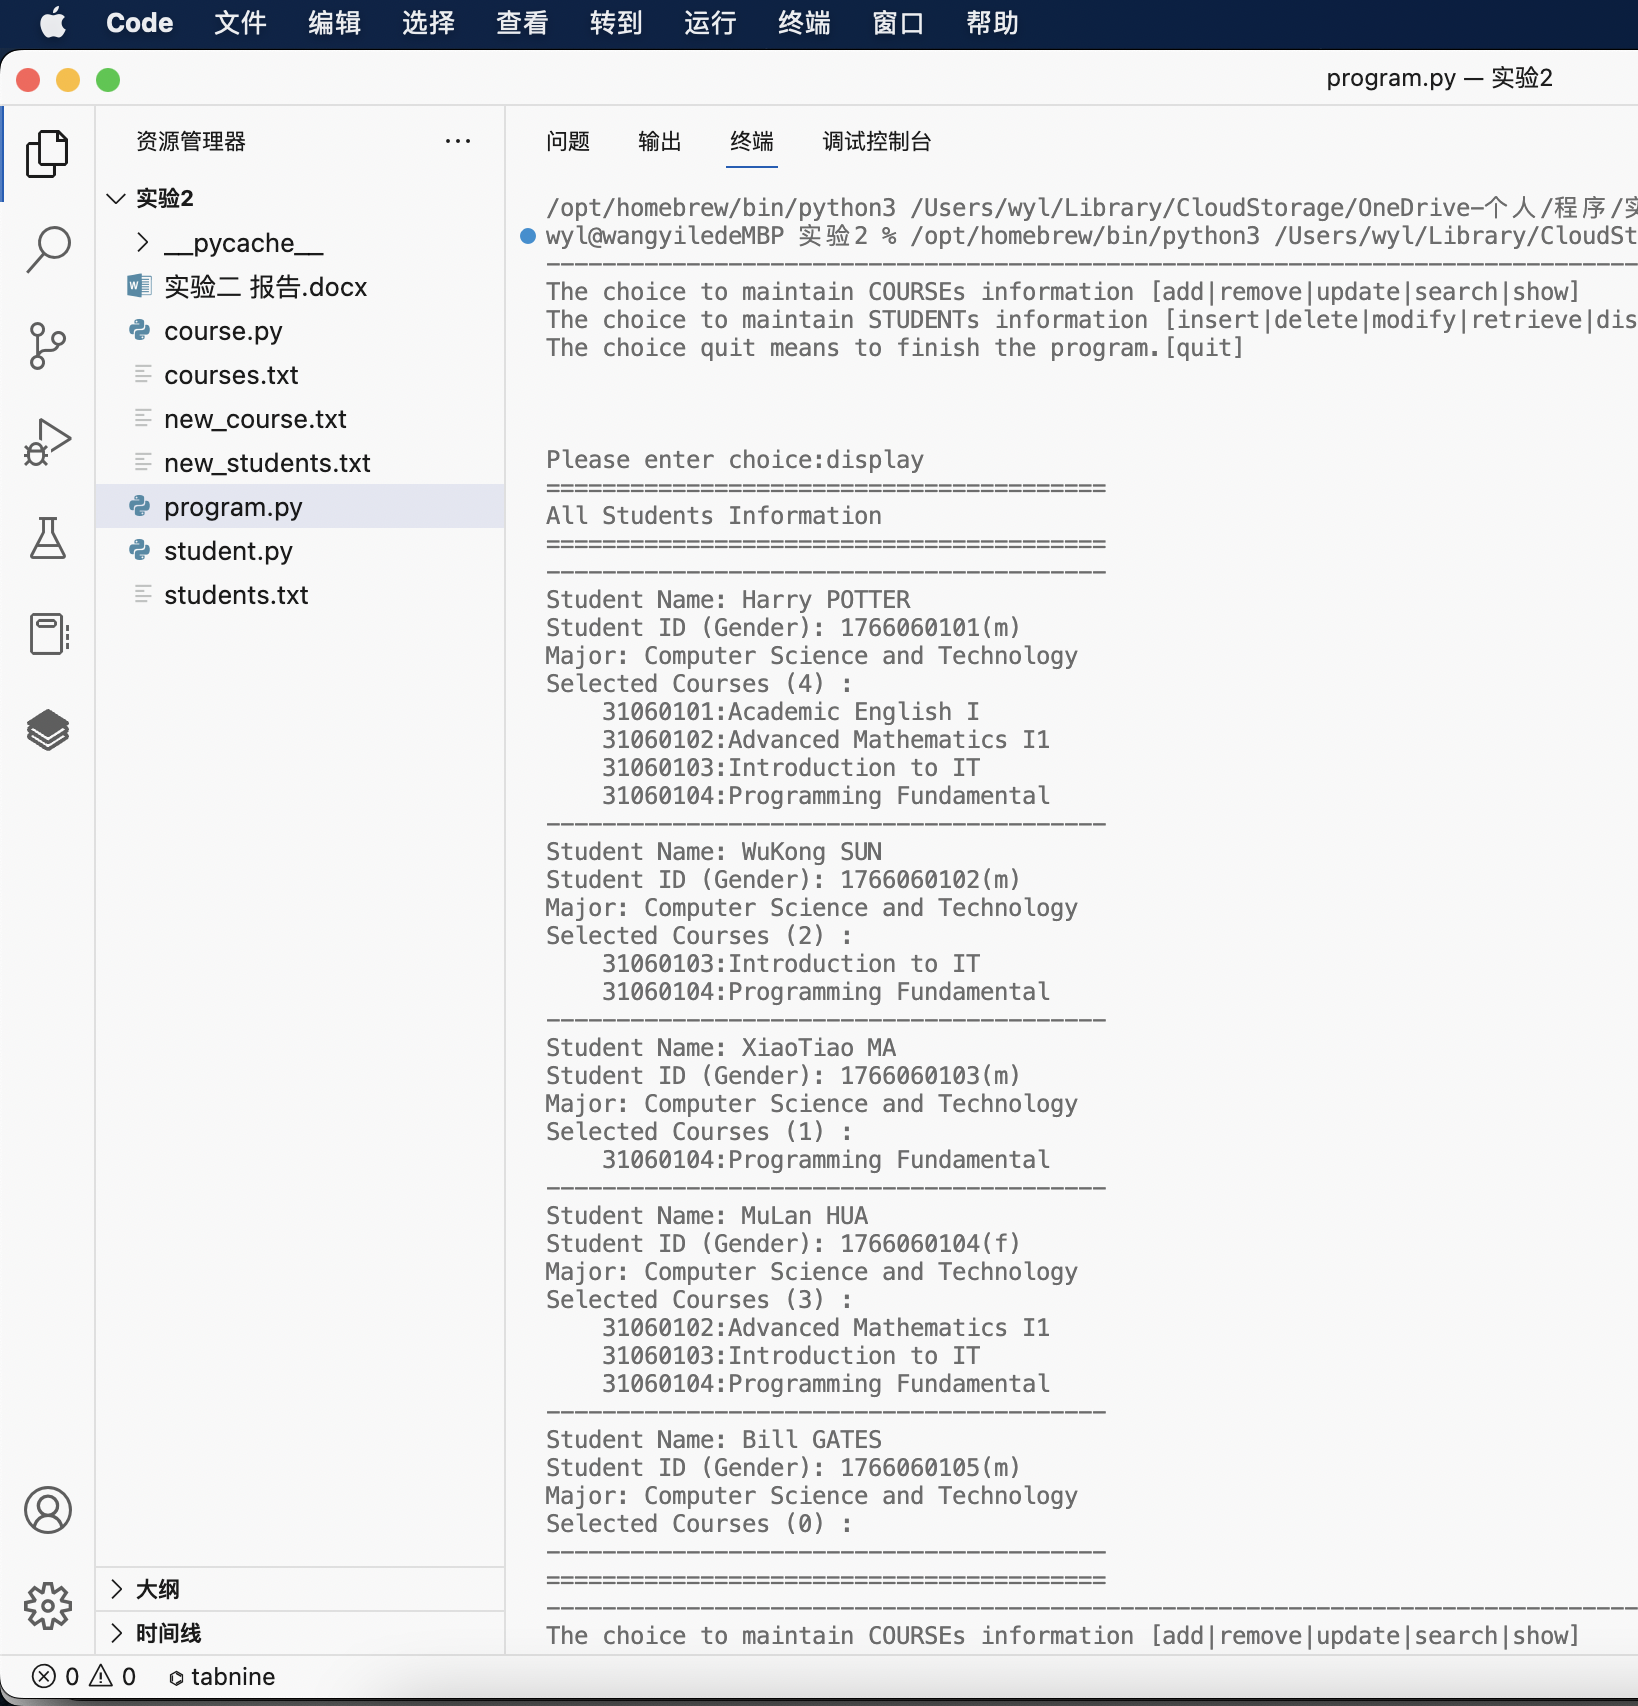 Code 文件 编辑 选择 查看 转到 运行 终端 窗口 帮助
program.py — 实验2
资源管理器 ···
实验2
__pycache__
实验二 报告.docx
course.py
courses.txt
new_course.txt
new_students.txt
program.py
student.py
students.txt
大纲
时间线
问题 输出 终端 调试控制台
/opt/homebrew/bin/python3 /Users/wyl/Library/CloudStorage/OneDrive-个人/程序/
wyl@wangyiledeMBP 实验2 % /opt/homebrew/bin/python3 /Users/wyl/Library/CloudSt
The choice to maintain COURSEs information [add|remove|update|search|show]
The choice to maintain STUDENTs information [insert|delete|modify|retrieve|dis
The choice quit means to finish the program.[quit]
Please enter choice:display
========================================
All Students Information
========================================
----------------------------------------
Student Name: Harry POTTER
Student ID (Gender): 1766060101(m)
Major: Computer Science and Technology
Selected Courses (4) :
31060101:Academic English I
31060102:Advanced Mathematics I1
31060103:Introduction to IT
31060104:Programming Fundamental
----------------------------------------
Student Name: WuKong SUN
Student ID (Gender): 1766060102(m)
Major: Computer Science and Technology
Selected Courses (2) :
31060103:Introduction to IT
31060104:Programming Fundamental
----------------------------------------
Student Name: XiaoTiao MA
Student ID (Gender): 1766060103(m)
Major: Computer Science and Technology
Selected Courses (1) :
31060104:Programming Fundamental
----------------------------------------
Student Name: MuLan HUA
Student ID (Gender): 1766060104(f)
Major: Computer Science and Technology
Selected Courses (3) :
31060102:Advanced Mathematics I1
31060103:Introduction to IT
31060104:Programming Fundamental
----------------------------------------
Student Name: Bill GATES
Student ID (Gender): 1766060105(m)
Major: Computer Science and Technology
Selected Courses (0) :
----------------------------------------
========================================
The choice to maintain COURSEs information [add|remove|update|search|show]
0 0 tabnine